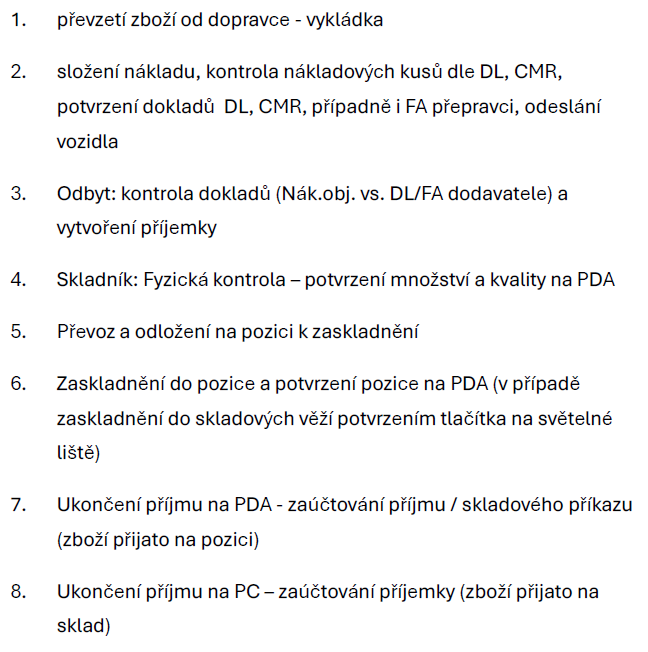 1. převzetí zboží od dopravce - vykládka
2. složení nákladu, kontrola nákladových kusů dle DL, CMR,
potvrzení dokladů  DL, CMR, případně i FA přepravci, odeslání
vozidla
3. Odbyt: kontrola dokladů (Nák.obj. vs. DL/FA dodavatele) a
vytvoření příjemky
4. Skladník: Fyzická kontrola – potvrzení množství a kvality na PDA
5. Převoz a odložení na pozici k zaskladnění
6. Zaskladnění do pozice a potvrzení pozice na PDA (v případě
zaskladnění do skladových věží potvrzením tlačítka na světelné
liště)
7. Ukončení příjmu na PDA - zaúčtování příjmu / skladového příkazu
(zboží přijato na pozici)
8. Ukončení příjmu na PC – zaúčtování příjemky (zboží přijato na
sklad)